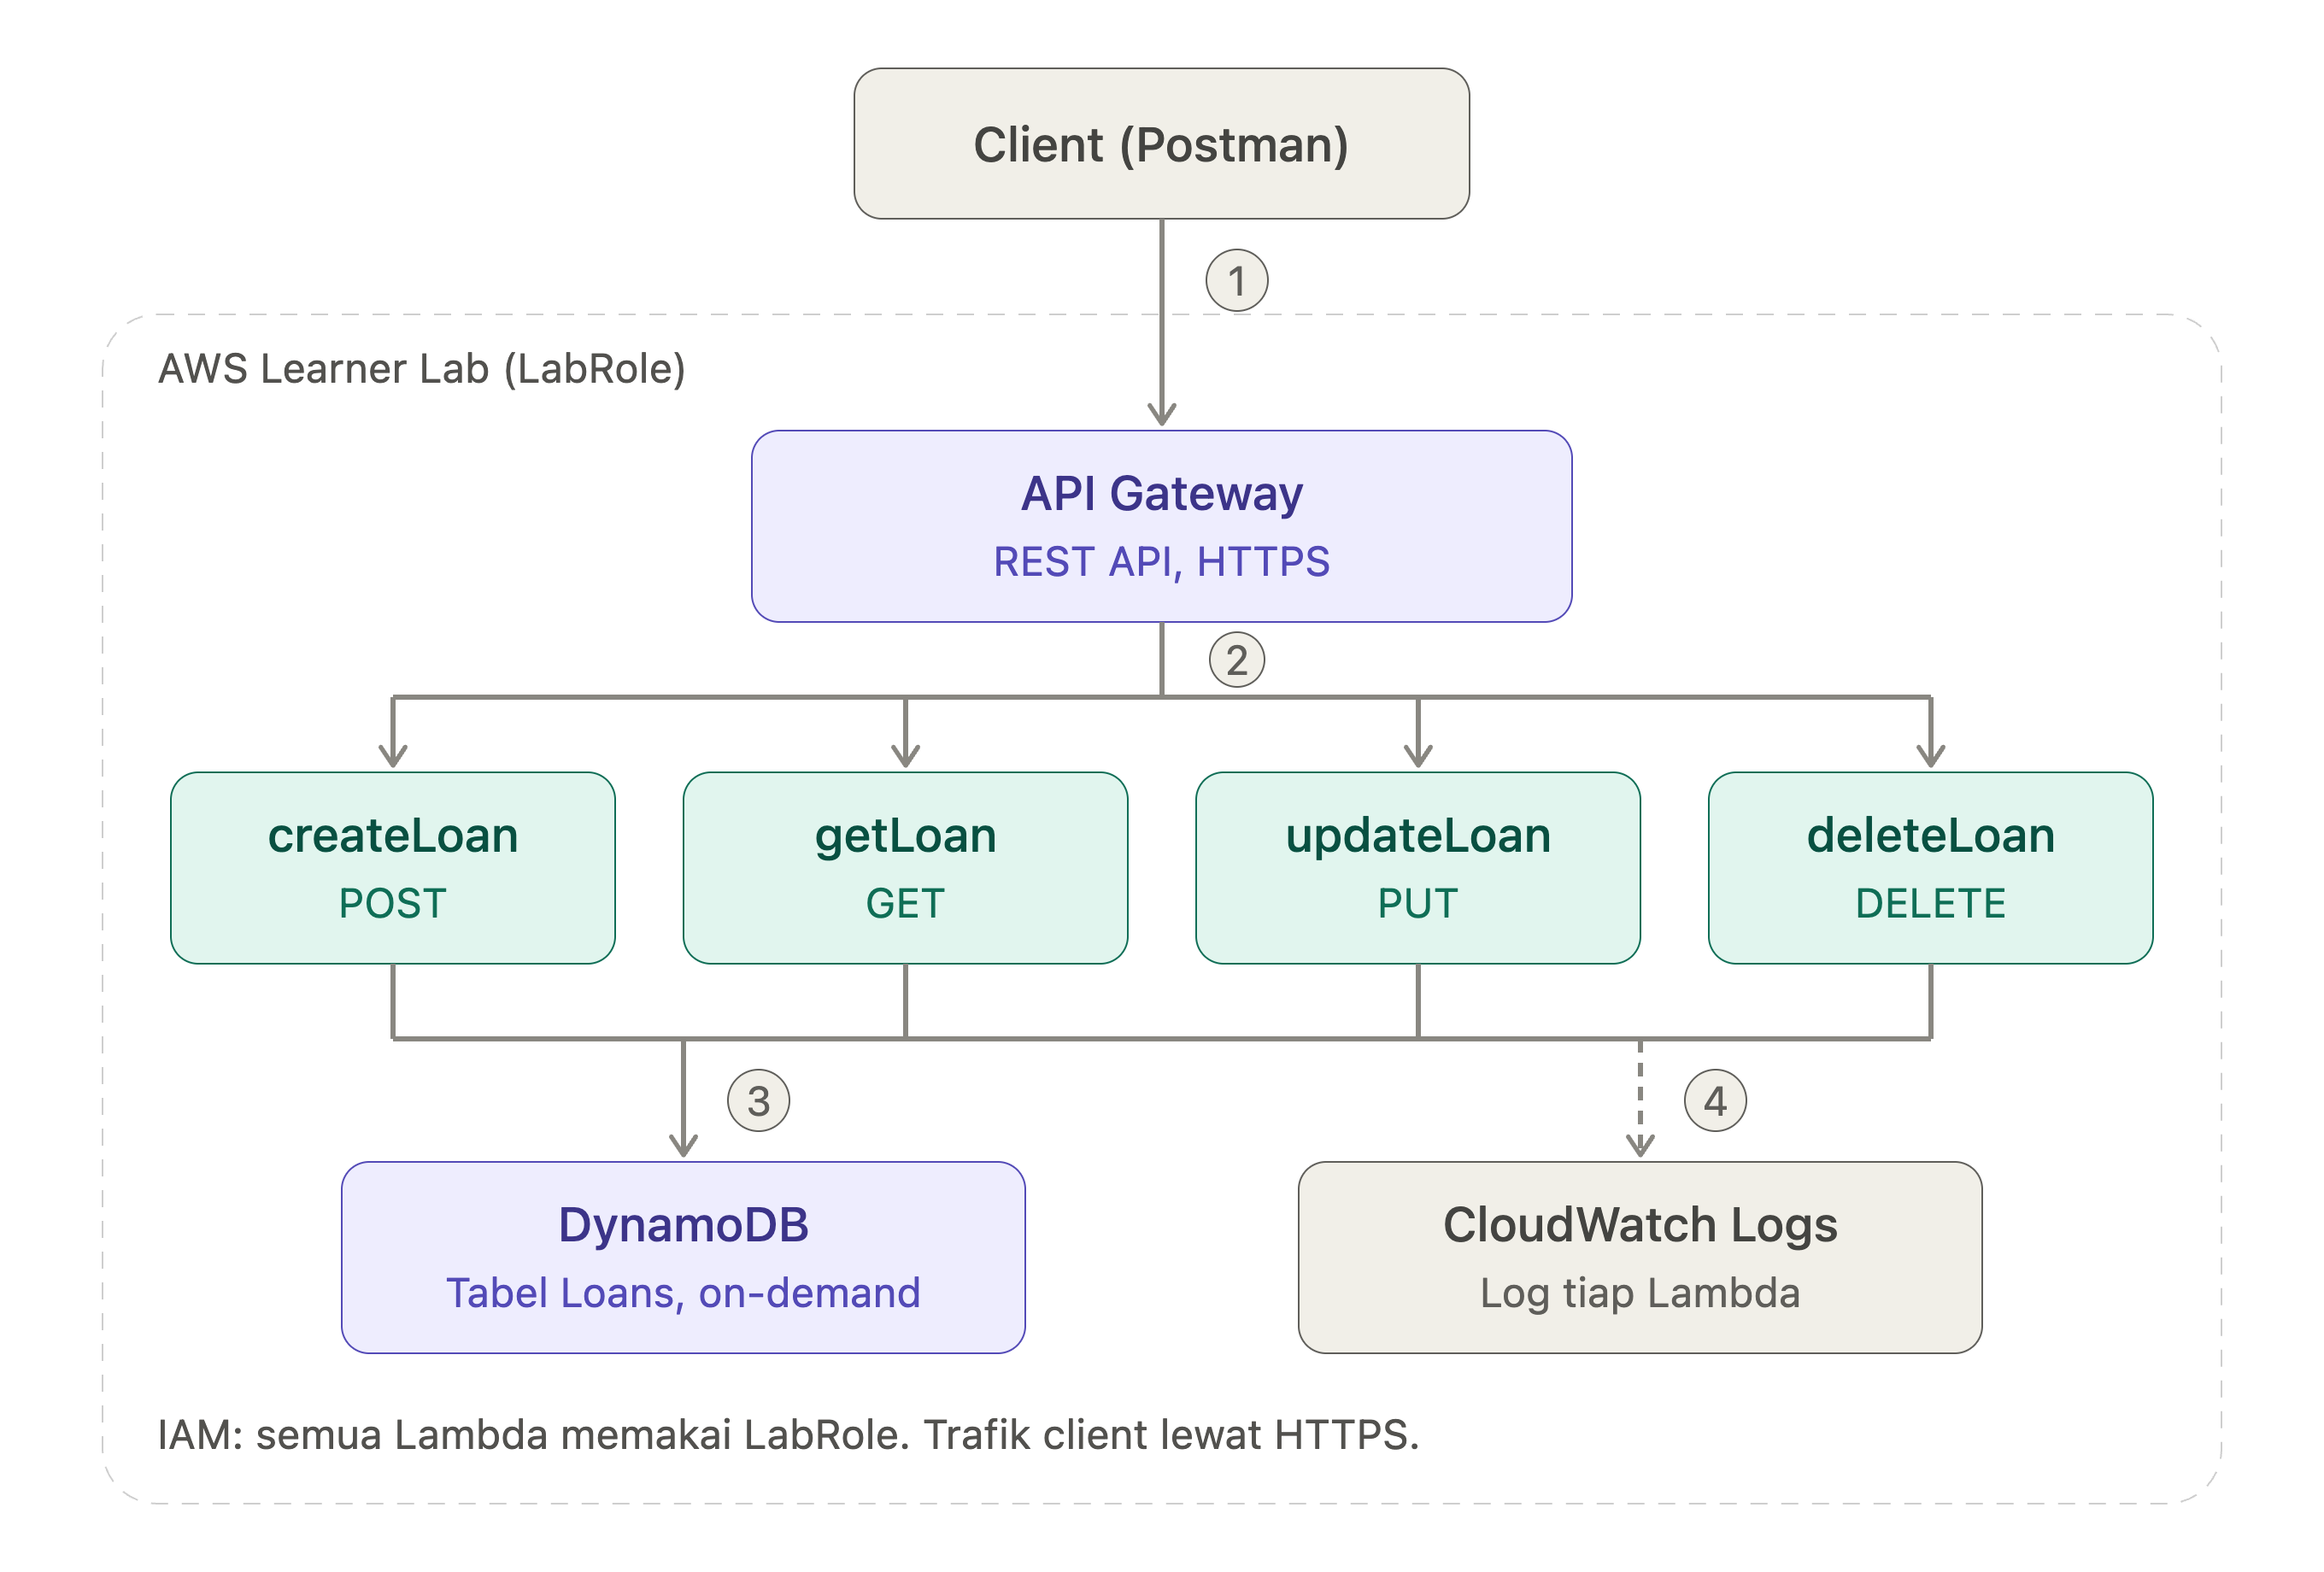 Client (Postman)
1
AWS Learner Lab (LabRole)
API Gateway
REST API, HTTPS
2
createLoan
POST
getLoan
GET
updateLoan
PUT
deleteLoan
DELETE
3
4
DynamoDB
Tabel Loans, on-demand
CloudWatch Logs
Log tiap Lambda
IAM: semua Lambda memakai LabRole. Trafik client lewat HTTPS.